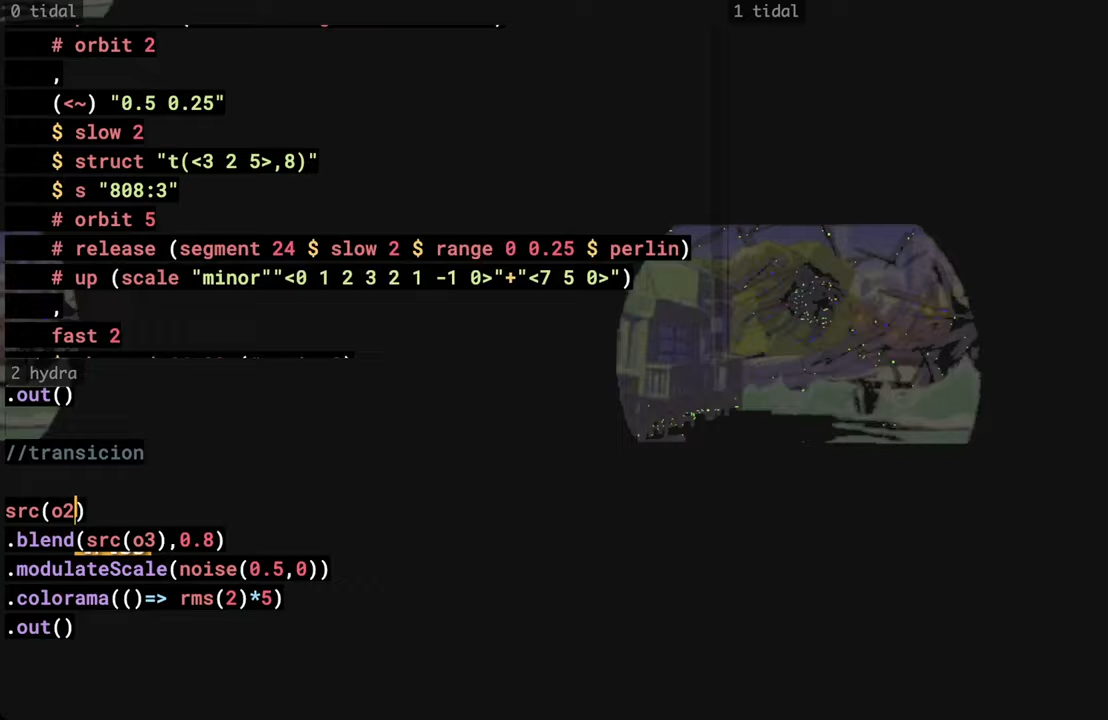 0 tidal
1 tidal
# orbit 2
,
(<~) "0.5 0.25"
$ slow 2
$ struct "t(<3 2 5>,8)"
$ s "808:3"
# orbit 5
# release (segment 24 $ slow 2 $ range 0 0.25 $ perlin)
# up (scale "minor""<0 1 2 3 2 1 -1 0>"+"<7 5 0>")
,
fast 2
2 hydra
.out()
//transicion
src(o2)
.blend(src(o3),0.8)
.modulateScale(noise(0.5,0))
.colorama(()=> rms(2)*5)
.out()